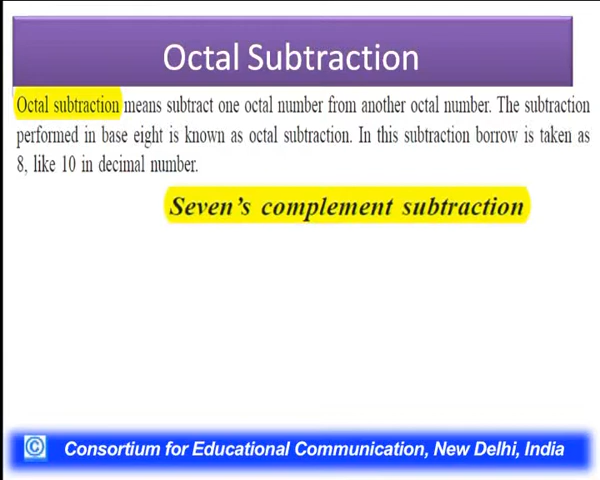 Octal Subtraction
Octal subtraction means subtract one octal number from another octal number. The subtraction
performed in base eight is known as octal subtraction. In this subtraction borrow is taken as
8, like 10 in decimal number.
Seven's complement subtraction
© Consortium for Educational Communication, New Delhi, India